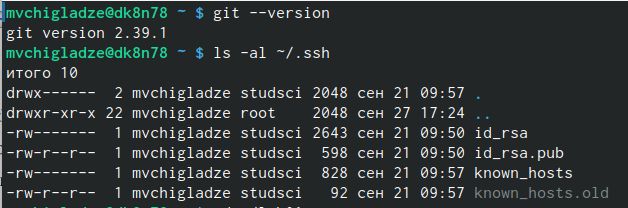 mvchigladze@dk8n78 ~ $ git --version
git version 2.39.1
mvchigladze@dk8n78 ~ $ ls -al ~/.ssh
итого 10
drwx------  2 mvchigladze studsci 2048 сен 21 09:57 .
drwxr-xr-x 22 mvchigladze root    2048 сен 27 17:24 ..
-rw-------  1 mvchigladze studsci 2643 сен 21 09:50 id_rsa
-rw-r--r--  1 mvchigladze studsci  598 сен 21 09:50 id_rsa.pub
-rw-------  1 mvchigladze studsci  828 сен 21 09:57 known_hosts
-rw-r--r--  1 mvchigladze studsci   92 сен 21 09:57 known_hosts.old